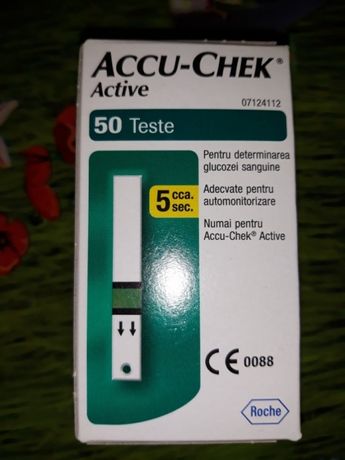 ACCU-CHEK®
Active
07124112
50 Teste
Pentru determinarea
glucozei sanguine
5 cca.
sec.
Adecvate pentru
automonitorizare
Numai pentru
Accu-Chek® Active
CE 0088
Roche